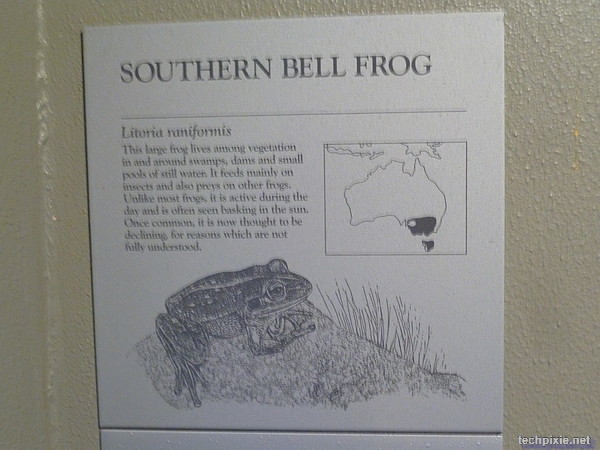 SOUTHERN BELL FROG
Litoria raniformis
This large frog lives among vegetation
in and around swamps, dams and small
pools of still water. It feeds mainly on
insects and also preys on other frogs.
Unlike most frogs, it is active during the
day and is often seen basking in the sun.
Once common, it is now thought to be
declining, for reasons which are not
fully understood.
techpixie.net